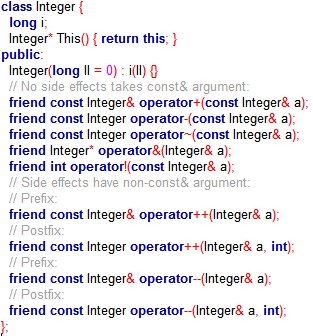 class Integer {
long i;
Integer* This() { return this; }
public:
Integer(long ll = 0) : i(ll) {}
// No side effects takes const& argument:
friend const Integer& operator+(const Integer& a);
friend const Integer operator-(const Integer& a);
friend const Integer operator~(const Integer& a);
friend Integer* operator&(Integer& a);
friend int operator!(const Integer& a);
// Side effects have non-const& argument:
// Prefix:
friend const Integer& operator++(Integer& a);
// Postfix:
friend const Integer operator++(Integer& a, int);
// Prefix:
friend const Integer& operator--(Integer& a);
// Postfix:
friend const Integer operator--(Integer& a, int);
};